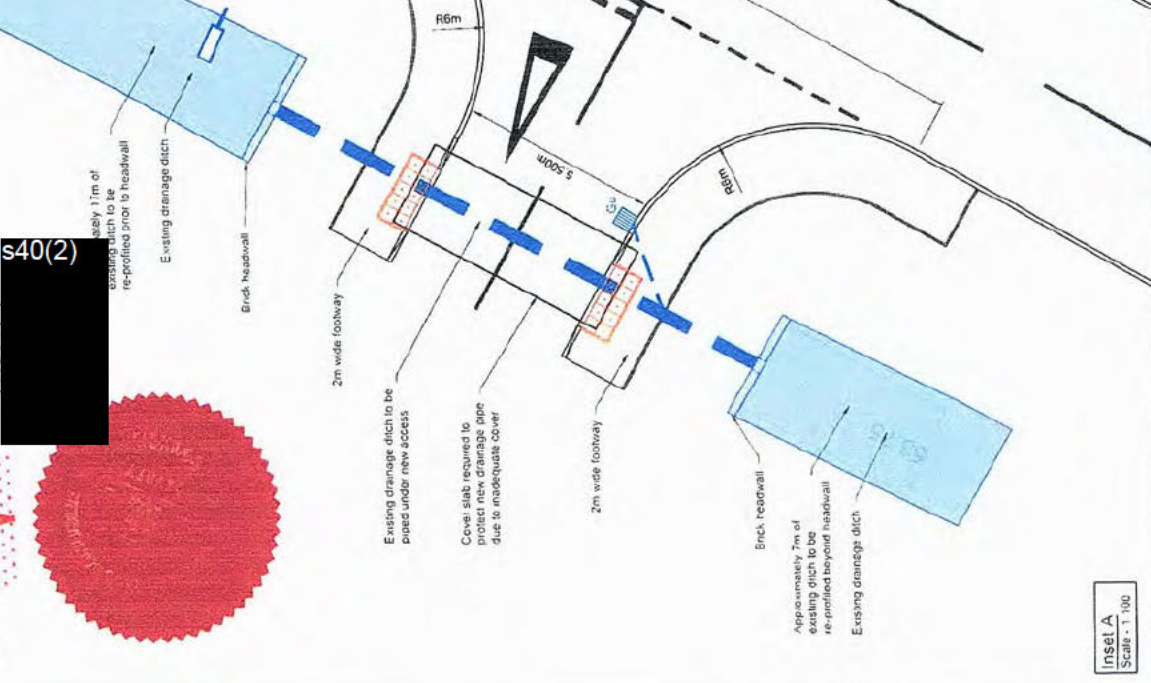 R6m
s40(2)
17m of
existing ditch to be
re-profiled prior to headwall
Existing drainage ditch
Brick headwall
2m wide footway
5.500m
R6m
Existing drainage ditch to be
piped under new access
Cover slab required to
protect new drainage pipe
due to inadequate cover
2m wide footway
Brick headwall
Approximately 7m of
existing ditch to be
re-profiled beyond headwall
Existing drainage ditch
Inset A
Scale - 1 100